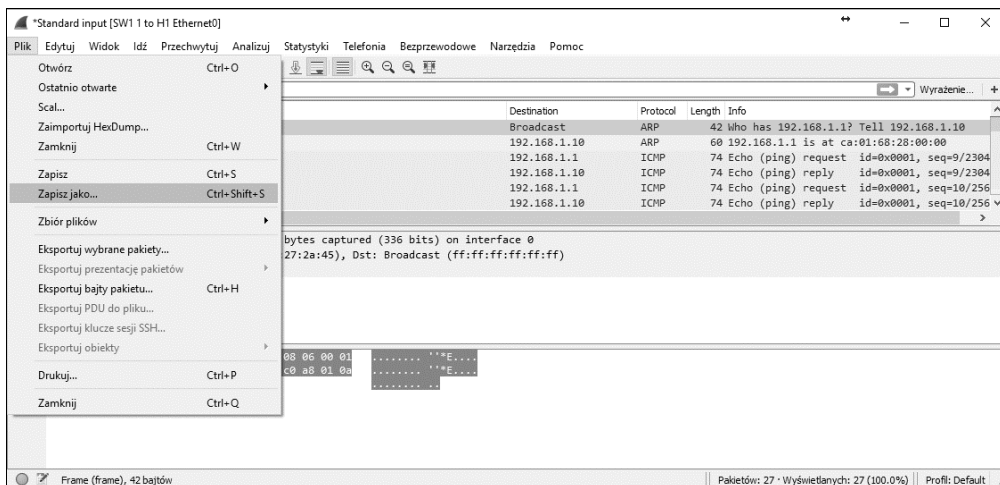 *Standard input [SW1 1 to H1 Ethernet0]
Plik Edytuj Widok Idź Przechwytuj Analizuj Statystyki Telefonia Bezprzewodowe Narzędzia Pomoc
Otwórz Ctrl+O
Ostatnio otwarte
Scal...
Zaimportuj HexDump...
Zamknij Ctrl+W
Zapisz Ctrl+S
Zapisz jako... Ctrl+Shift+S
Zbiór plików
Eksportuj wybrane pakiety...
Eksportuj prezentację pakietów
Eksportuj bajty pakietu... Ctrl+H
Eksportuj PDU do pliku...
Eksportuj klucze sesji SSH...
Eksportuj obiekty
Drukuj... Ctrl+P
Zamknij Ctrl+Q
Wyrażenie... +
Destination Protocol Length Info
Broadcast ARP 42 Who has 192.168.1.1? Tell 192.168.1.10
192.168.1.10 ARP 60 192.168.1.1 is at ca:01:68:28:00:00
192.168.1.1 ICMP 74 Echo (ping) request id=0x0001, seq=9/2304
192.168.1.10 ICMP 74 Echo (ping) reply id=0x0001, seq=9/2304
192.168.1.1 ICMP 74 Echo (ping) request id=0x0001, seq=10/256
192.168.1.10 ICMP 74 Echo (ping) reply id=0x0001, seq=10/256
bytes captured (336 bits) on interface 0
27:2a:45), Dst: Broadcast (ff:ff:ff:ff:ff:ff)
08 06 00 01 ........ ''*E....
c0 a8 01 0a ........ ''*E....
........ ..
Frame (frame), 42 bajtów Pakietów: 27 · Wyświetlanych: 27 (100.0%) Profil: Default